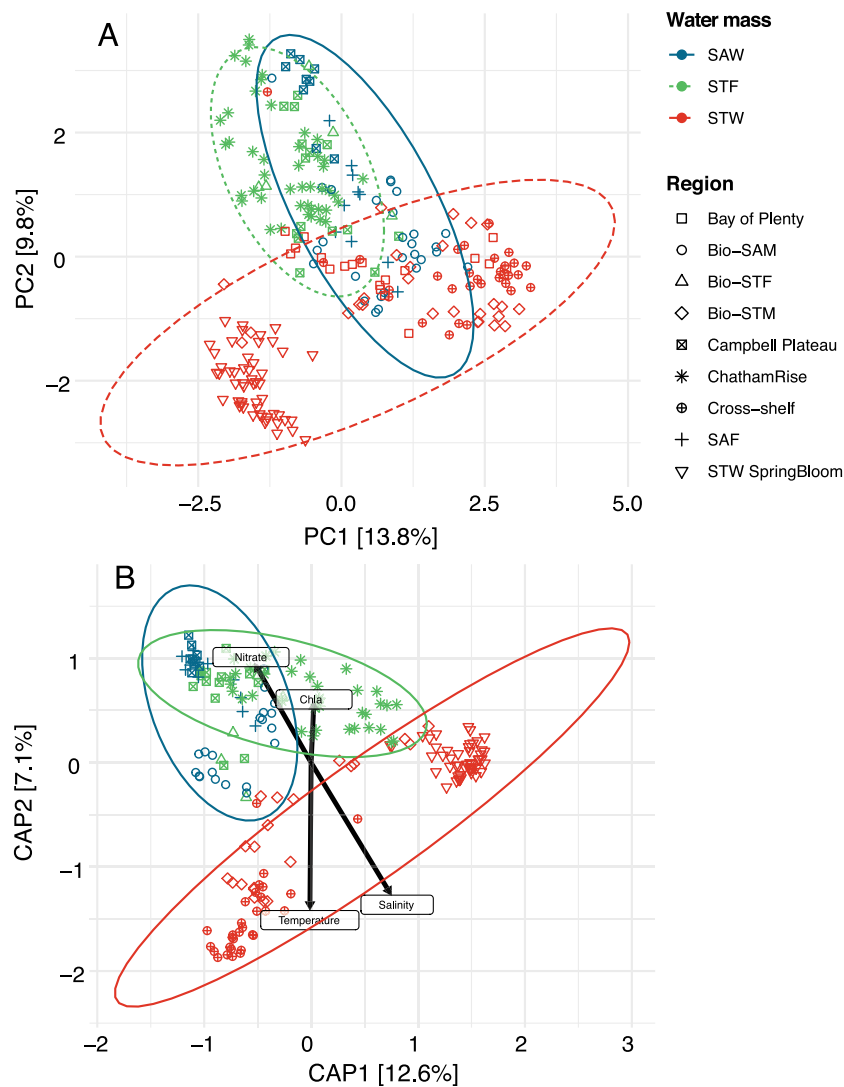 A
Water mass
SAW
STF
STW
Region
Bay of Plenty
Bio−SAM
Bio−STF
Bio−STM
Campbell Plateau
ChathamRise
Cross−shelf
SAF
STW SpringBloom
2
0
−2
PC2 [9.8%]
−2.5
0.0
2.5
5.0
PC1 [13.8%]
B
Nitrate
Chla
Salinity
Temperature
1
0
−1
−2
CAP2 [7.1%]
−2
−1
0
1
2
3
CAP1 [12.6%]